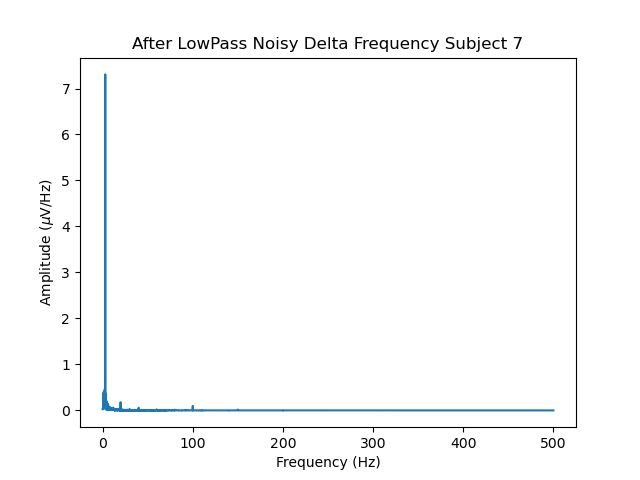 After LowPass Noisy Delta Frequency Subject 7
7
6
5
4
3
2
1
0
Amplitude (μV/Hz)
0 100 200 300 400 500
Frequency (Hz)